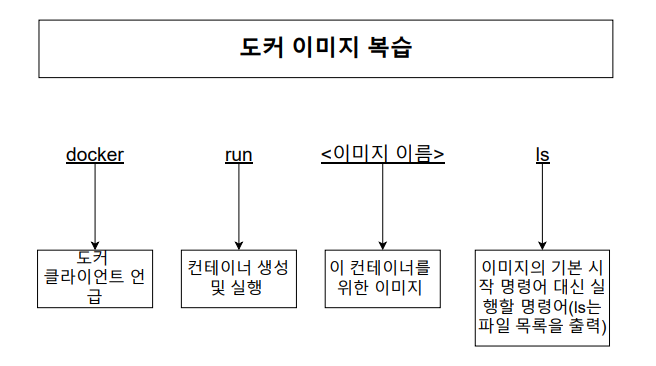 도커 이미지 복습
docker run <이미지 이름> ls
도커
클라이언트 언
급
컨테이너 생성
및 실행
이 컨테이너를
위한 이미지
이미지의 기본 시
작 명령어 대신 실
행할 명령어(ls는
파일 목록을 출력)